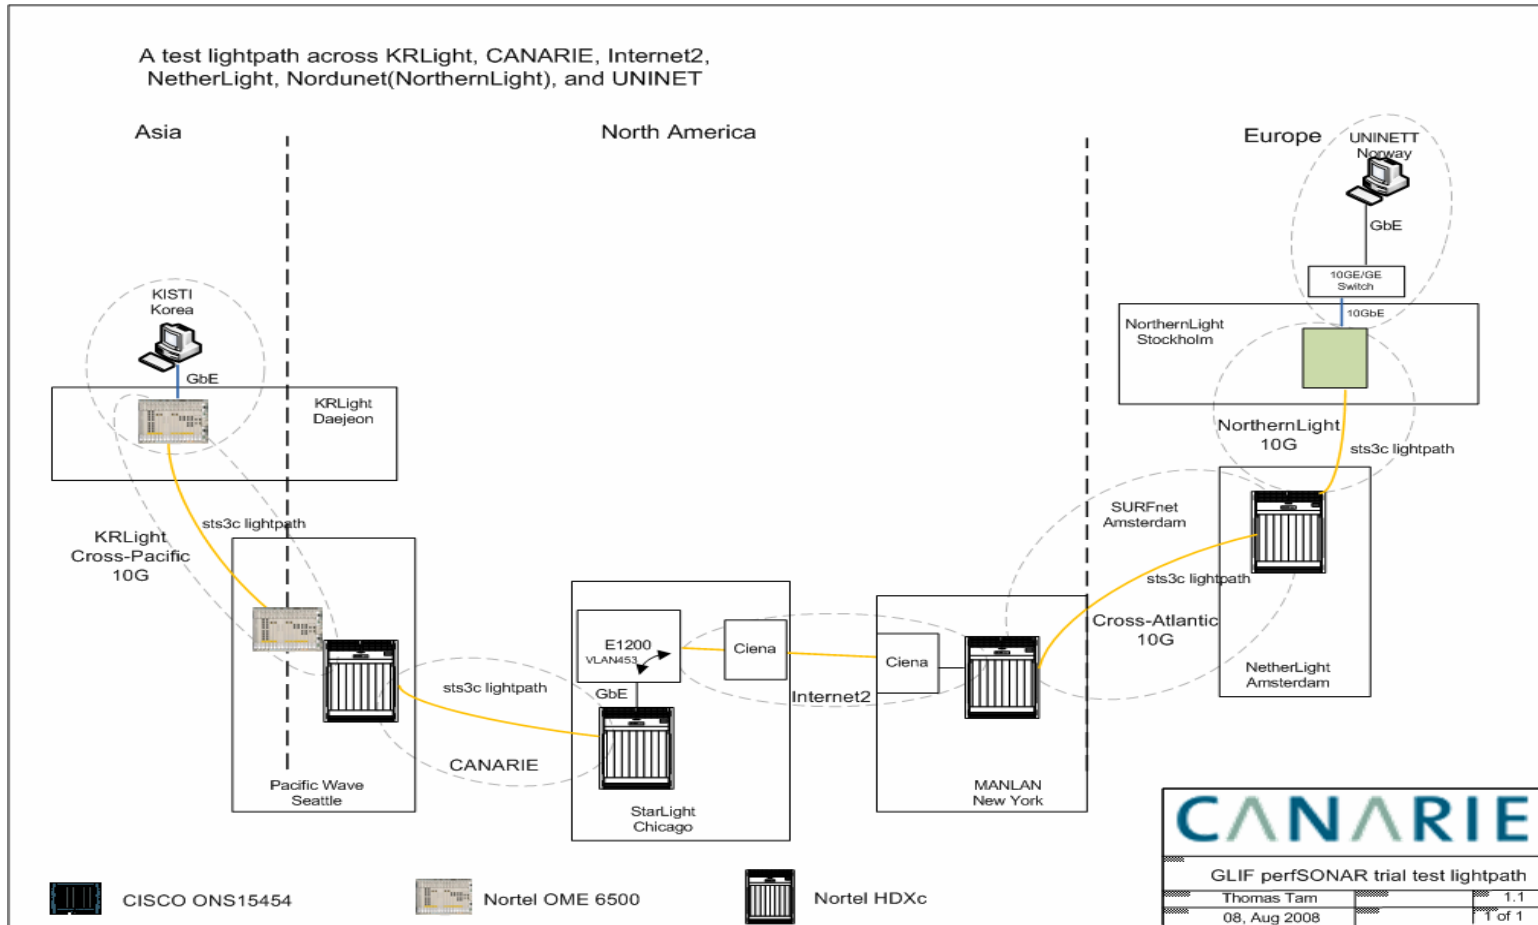 A test lightpath across KRLight, CANARIE, Internet2,
NetherLight, Nordunet(NorthernLight), and UNINET
Asia
North America
Europe
UNINETT
Norway
GbE
10GE/GE
Switch
10GbE
NorthernLight
Stockholm
KISTI
Korea
GbE
KRLight
Daejeon
NorthernLight
10G
sts3c lightpath
SURFnet
Amsterdam
sts3c lightpath
KRLight
Cross-Pacific
10G
sts3c lightpath
Cross-Atlantic
10G
E1200
VLAN453
Ciena
Ciena
NetherLight
Amsterdam
sts3c lightpath
GbE
Internet2
CANARIE
Pacific Wave
Seattle
MANLAN
New York
StarLight
Chicago
CANARIE
GLIF perfSONAR trial test lightpath
Thomas Tam
1.1
08, Aug 2008
1 of 1
CISCO ONS15454
Nortel OME 6500
Nortel HDXc